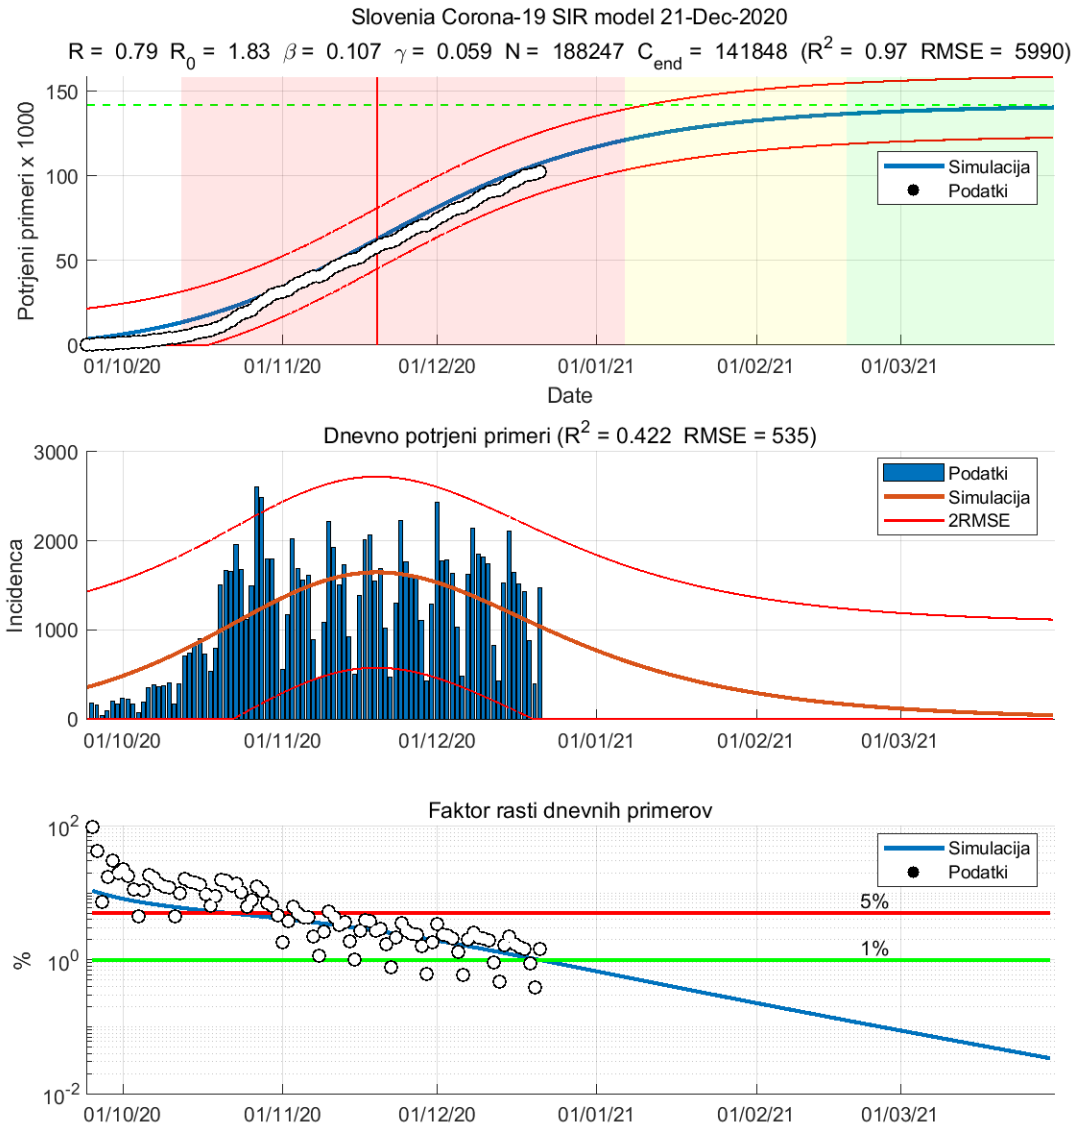 Slovenia Corona-19 SIR model 21-Dec-2020
R = 0.79 R₀ = 1.83 β = 0.107 γ = 0.059 N = 188247 C_end = 141848 (R² = 0.97 RMSE = 5990)
150
100
50
0
Potrjeni primeri x 1000
Simulacija
Podatki
01/10/20 01/11/20 01/12/20 01/01/21 01/02/21 01/03/21
Date
Dnevno potrjeni primeri (R² = 0.422 RMSE = 535)
3000
2000
1000
0
Incidenca
Podatki
Simulacija
2RMSE
01/10/20 01/11/20 01/12/20 01/01/21 01/02/21 01/03/21
Faktor rasti dnevnih primerov
10²
10⁰
10⁻²
%
Simulacija
Podatki
5%
1%
01/10/20 01/11/20 01/12/20 01/01/21 01/02/21 01/03/21